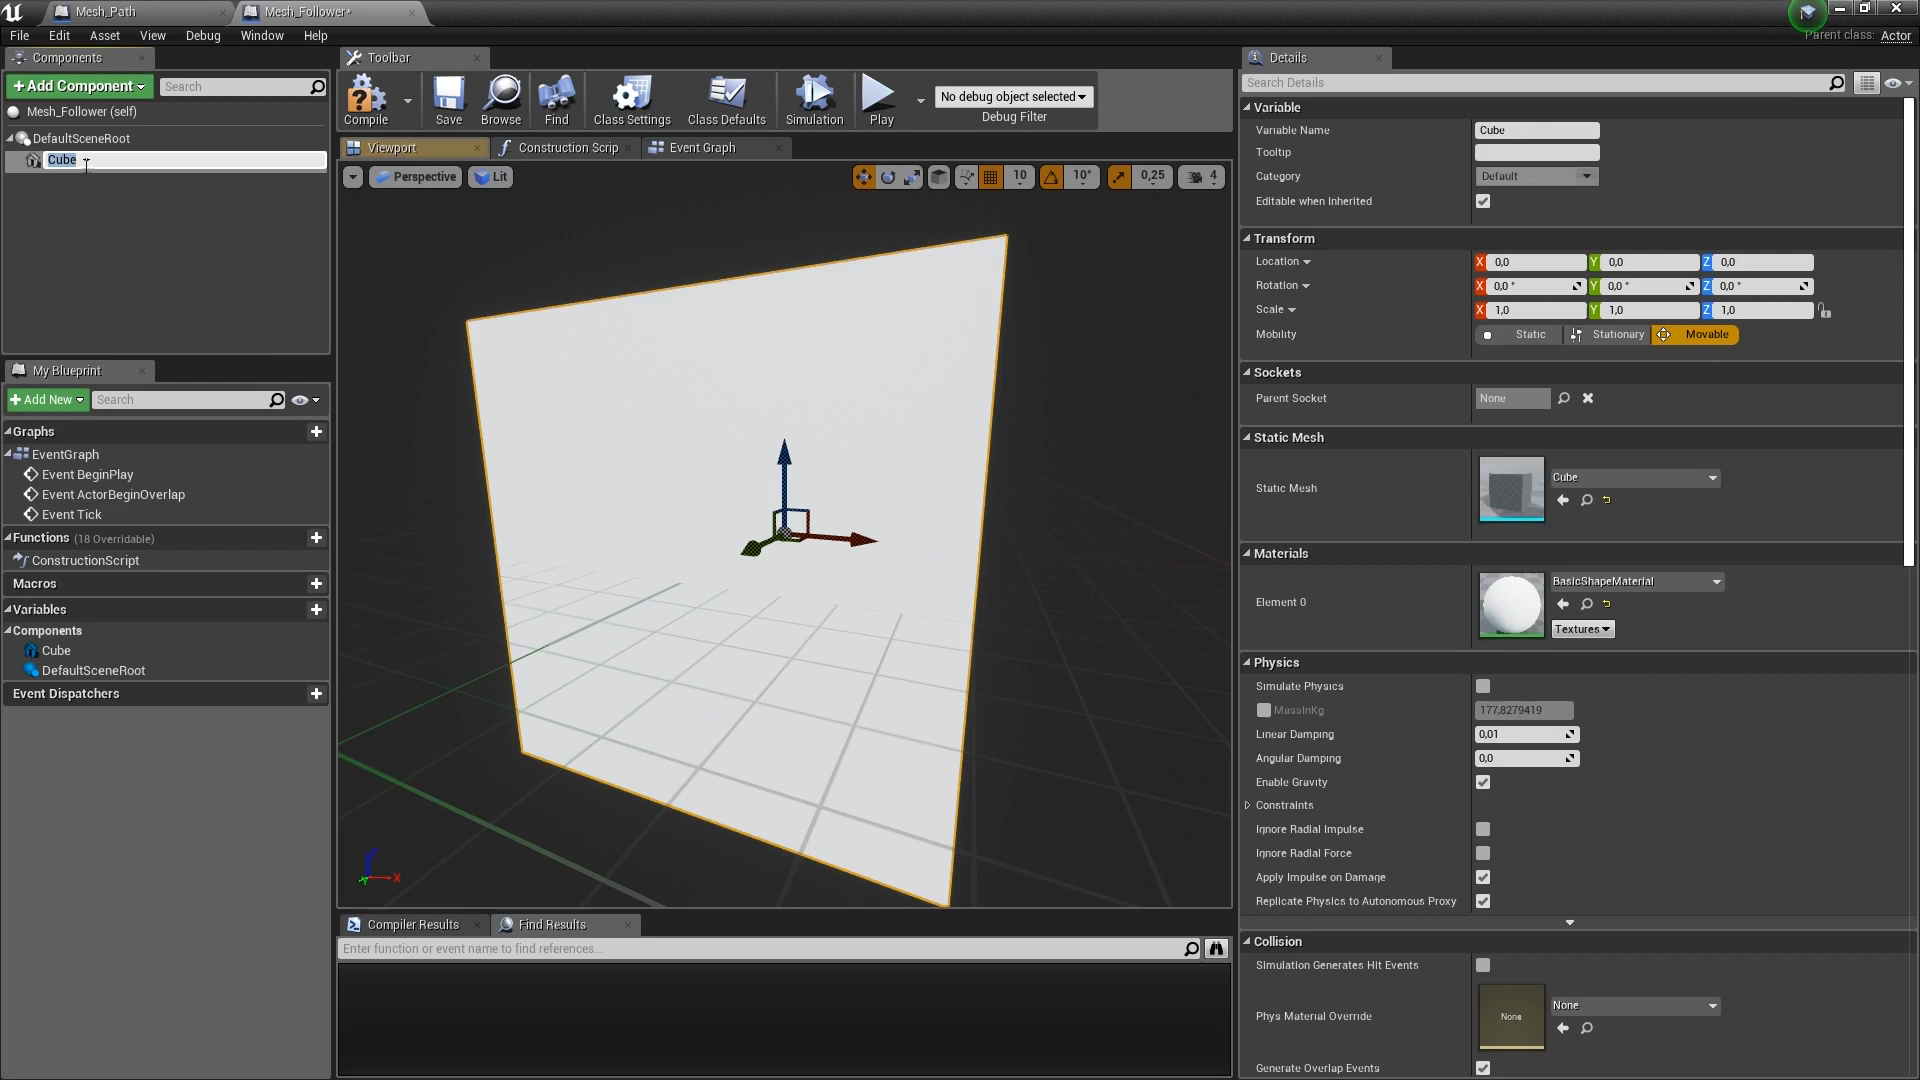 Mesh_Path
Mesh_Follower*
File Edit Asset View Debug Window Help
Parent class: Actor
Components
+Add Component
Search
Mesh_Follower (self)
DefaultSceneRoot
Cube
My Blueprint
+Add New
Search
Graphs
EventGraph
Event BeginPlay
Event ActorBeginOverlap
Event Tick
Functions (18 Overridable)
ConstructionScript
Macros
Variables
Components
Cube
DefaultSceneRoot
Event Dispatchers
Toolbar
Compile
Save
Browse
Find
Class Settings
Class Defaults
Simulation
Play
No debug object selected
Debug Filter
Viewport
Construction Scrip
Event Graph
Perspective
Lit
10
10°
0,25
4
X
Compiler Results
Find Results
Enter function or event name to find references...
Details
Search Details
Variable
Variable Name Cube
Tooltip
Category Default
Editable when Inherited
Transform
Location X 0,0 Y 0,0 Z 0,0
Rotation X 0,0 ° Y 0,0 ° Z 0,0 °
Scale X 1,0 Y 1,0 Z 1,0
Mobility Static Stationary Movable
Sockets
Parent Socket None
Static Mesh
Static Mesh Cube
Materials
Element 0 BasicShapeMaterial
Textures
Physics
Simulate Physics
MassInKg 177,8279419
Linear Damping 0,01
Angular Damping 0,0
Enable Gravity
Constraints
Ignore Radial Impulse
Ignore Radial Force
Apply Impulse on Damage
Replicate Physics to Autonomous Proxy
Collision
Simulation Generates Hit Events
Phys Material Override None None
Generate Overlap Events